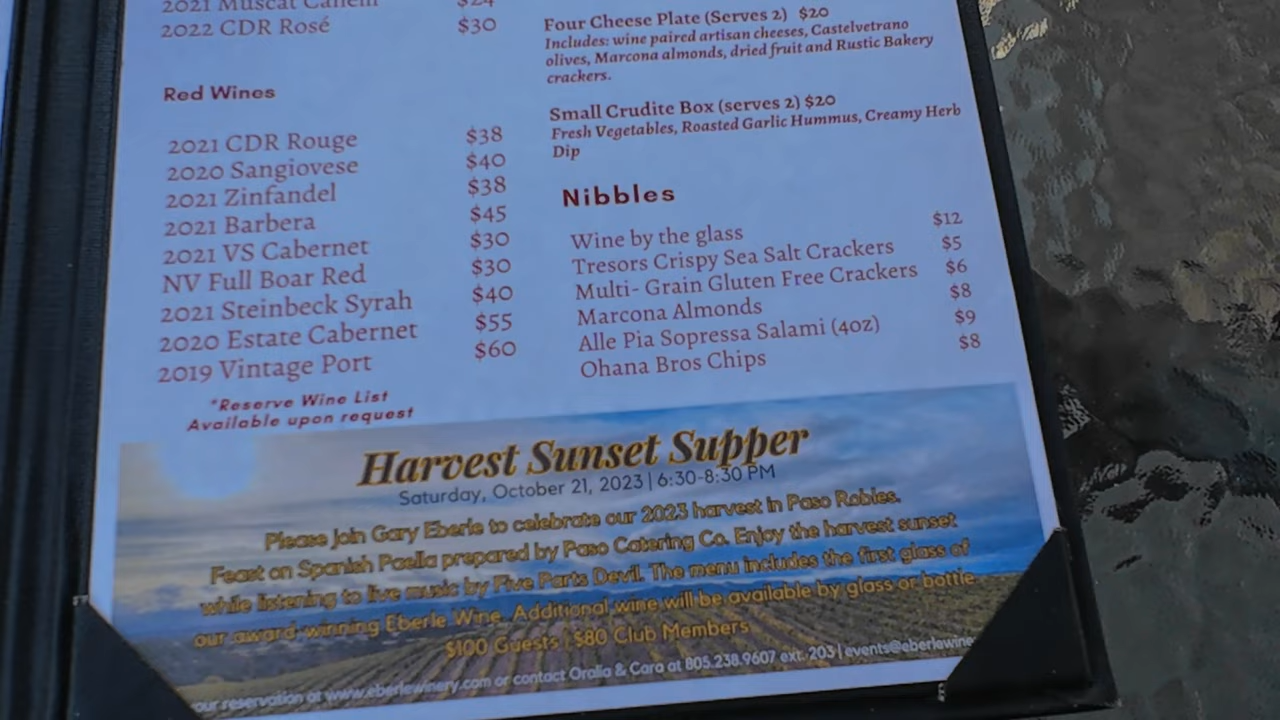 2021 Muscat Canelli $24
2022 CDR Rosé $30
Red Wines
2021 CDR Rouge $38
2020 Sangiovese $40
2021 Zinfandel $38
2021 Barbera $45
2021 VS Cabernet $30
NV Full Boar Red $30
2021 Steinbeck Syrah $40
2020 Estate Cabernet $55
2019 Vintage Port $60
*Reserve Wine List
Available upon request
Four Cheese Plate (Serves 2) $20
Includes: wine paired artisan cheeses, Castelvetrano
olives, Marcona almonds, dried fruit and Rustic Bakery
crackers.
Small Crudite Box (serves 2) $20
Fresh Vegetables, Roasted Garlic Hummus, Creamy Herb
Dip
Nibbles
Wine by the glass $12
Tresors Crispy Sea Salt Crackers $5
Multi- Grain Gluten Free Crackers $6
Marcona Almonds $8
Alle Pia Sopressa Salami (4oz) $9
Ohana Bros Chips $8
Harvest Sunset Supper
Saturday, October 21, 2023 | 6:30-8:30 PM
Please join Gary Eberle to celebrate our 2023 harvest in Paso Robles.
Feast on Spanish Paella prepared by Paso Catering Co. Enjoy the harvest sunset
while listening to live music by Five Parts Devil. The menu includes the first glass of
our award-winning Eberle Wine. Additional wine will be available by glass or bottle.
$100 Guests | $80 Club Members
your reservation at www.eberlewinery.com or contact Oralia & Cara at 805.238.9607 ext. 203 | events@eberlewine